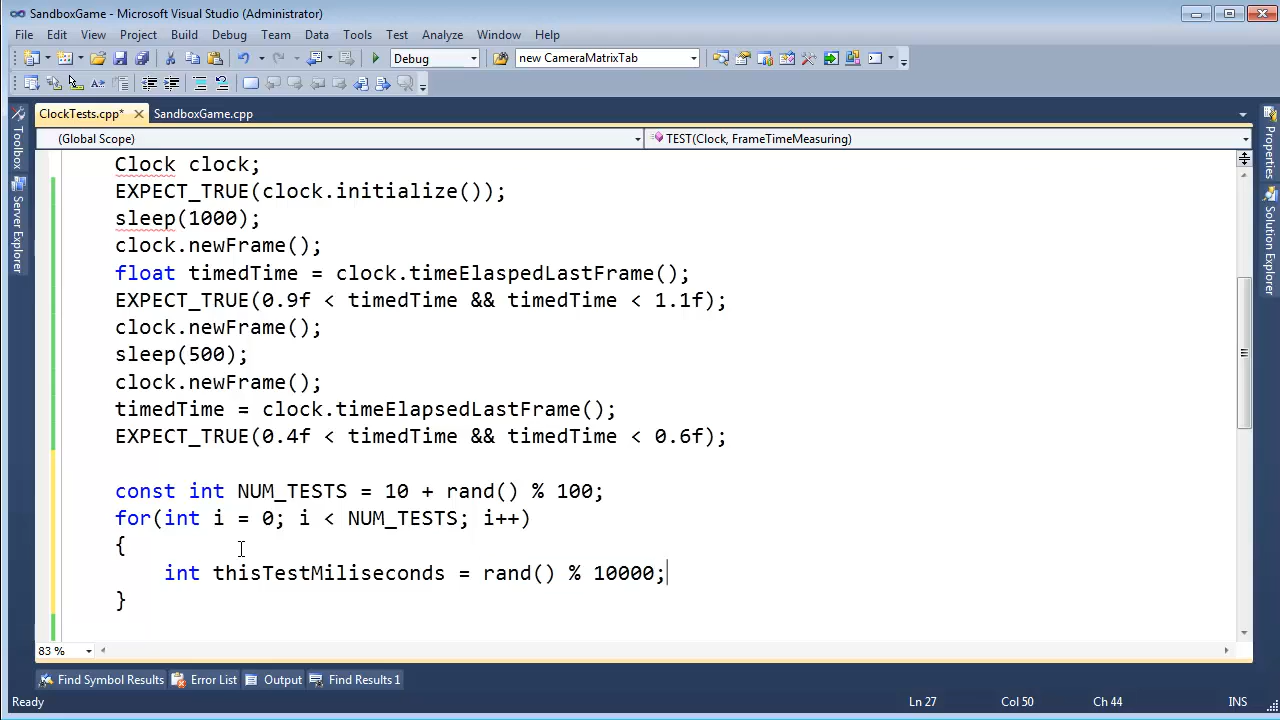 SandboxGame - Microsoft Visual Studio (Administrator)
File Edit View Project Build Debug Team Data Tools Test Analyze Window Help
Debug new CameraMatrixTab
ClockTests.cpp* SandboxGame.cpp
(Global Scope) TEST(Clock, FrameTimeMeasuring)
Toolbox
Server Explorer
Properties
Solution Explorer
Clock clock;
EXPECT_TRUE(clock.initialize());
sleep(1000);
clock.newFrame();
float timedTime = clock.timeElaspedLastFrame();
EXPECT_TRUE(0.9f < timedTime && timedTime < 1.1f);
clock.newFrame();
sleep(500);
clock.newFrame();
timedTime = clock.timeElapsedLastFrame();
EXPECT_TRUE(0.4f < timedTime && timedTime < 0.6f);
const int NUM_TESTS = 10 + rand() % 100;
for(int i = 0; i < NUM_TESTS; i++)
{
int thisTestMiliseconds = rand() % 10000;
}
83 %
Find Symbol Results Error List Output Find Results 1
Ready Ln 27 Col 50 Ch 44 INS